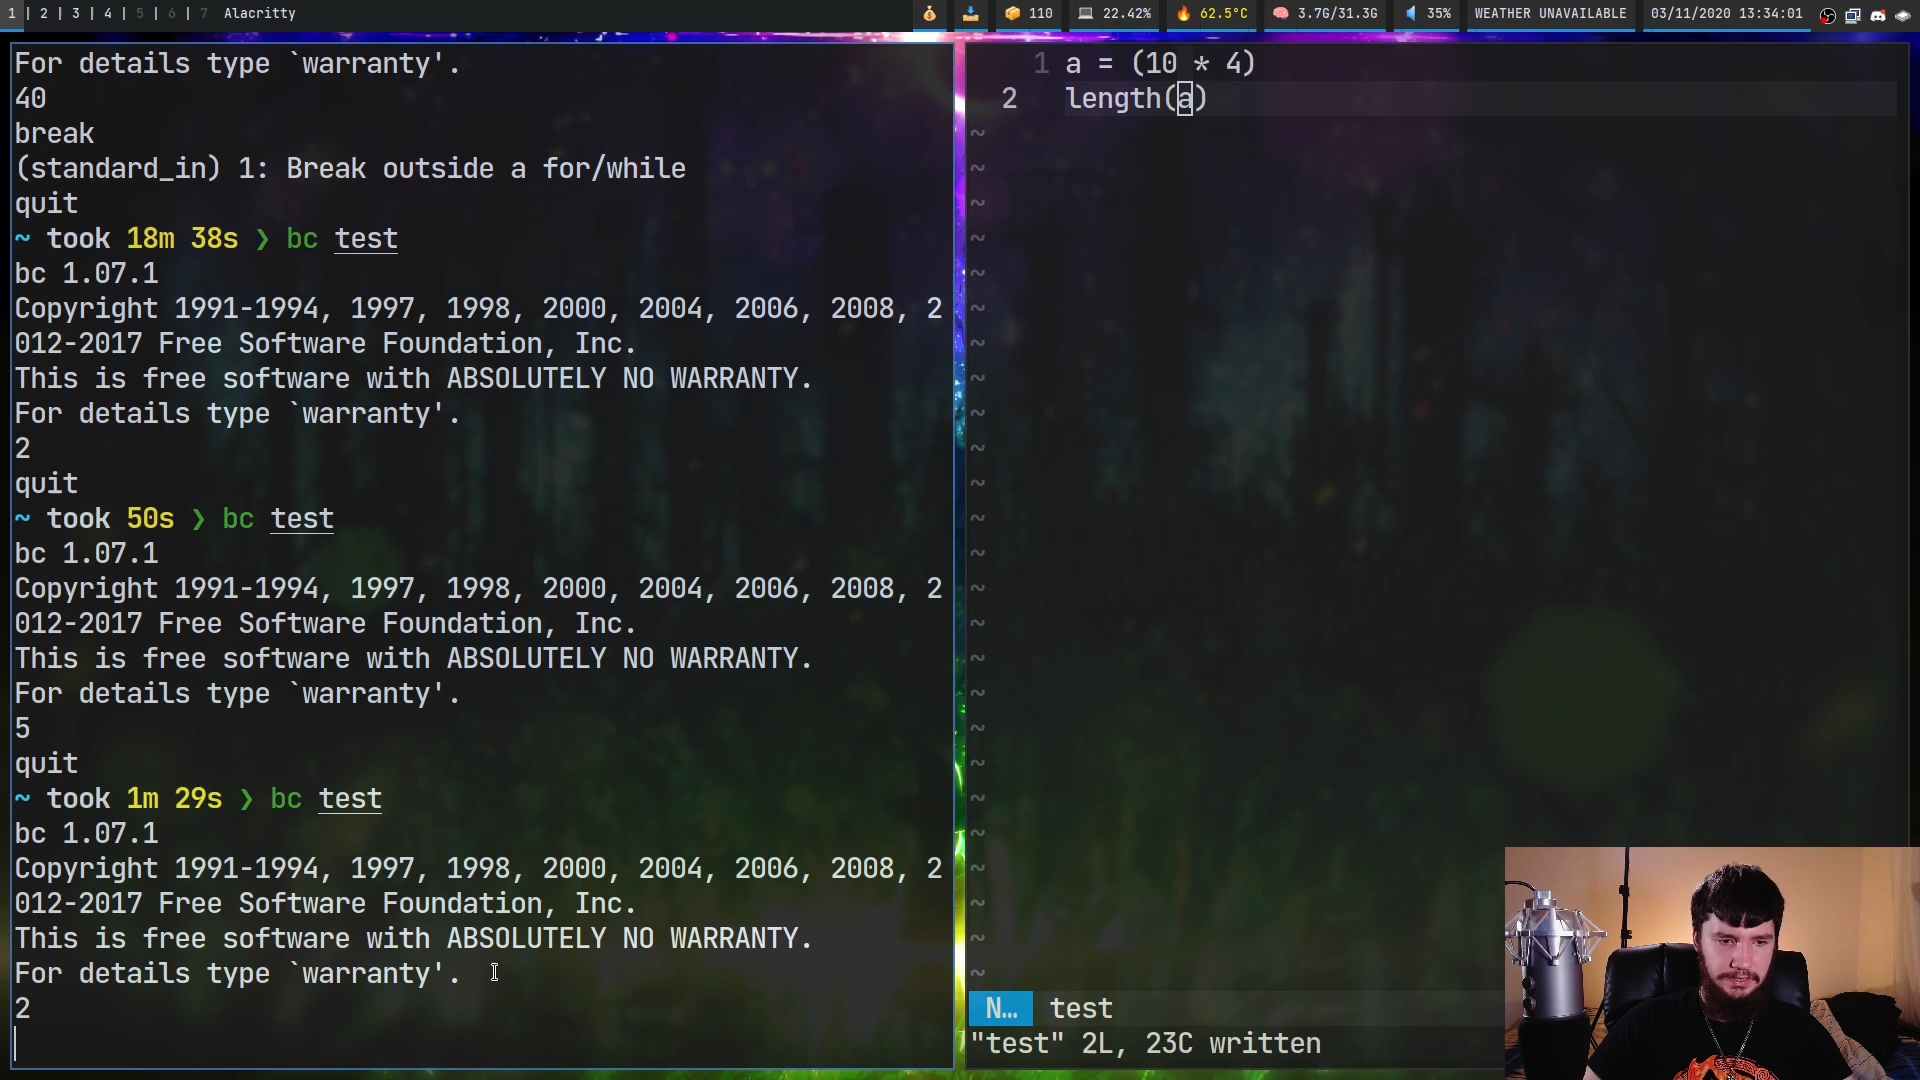 1 | 2 | 3 | 4 | 5 | 6 | 7 Alacritty
110 22.42% 62.5°C 3.7G/31.3G 35% WEATHER UNAVAILABLE 03/11/2020 13:34:01
For details type `warranty'.
40
break
(standard_in) 1: Break outside a for/while
quit
~ took 18m 38s ❯ bc test
bc 1.07.1
Copyright 1991-1994, 1997, 1998, 2000, 2004, 2006, 2008, 2
012-2017 Free Software Foundation, Inc.
This is free software with ABSOLUTELY NO WARRANTY.
For details type `warranty'.
2
quit
~ took 50s ❯ bc test
bc 1.07.1
Copyright 1991-1994, 1997, 1998, 2000, 2004, 2006, 2008, 2
012-2017 Free Software Foundation, Inc.
This is free software with ABSOLUTELY NO WARRANTY.
For details type `warranty'.
5
quit
~ took 1m 29s ❯ bc test
bc 1.07.1
Copyright 1991-1994, 1997, 1998, 2000, 2004, 2006, 2008, 2
012-2017 Free Software Foundation, Inc.
This is free software with ABSOLUTELY NO WARRANTY.
For details type `warranty'.
2
1 a = (10 * 4)
2 length(a)
N… test
"test" 2L, 23C written